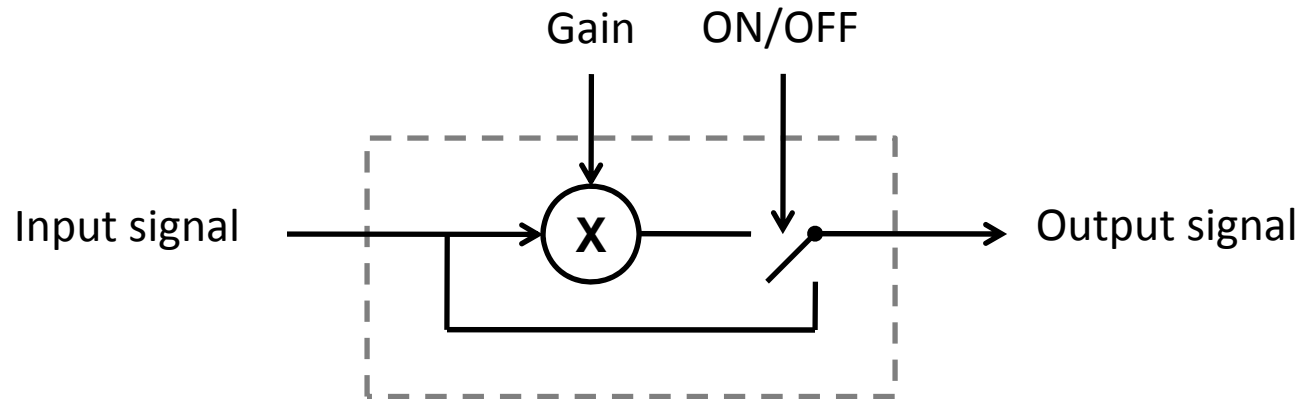 Gain
ON/OFF
Input signal
X
Output signal